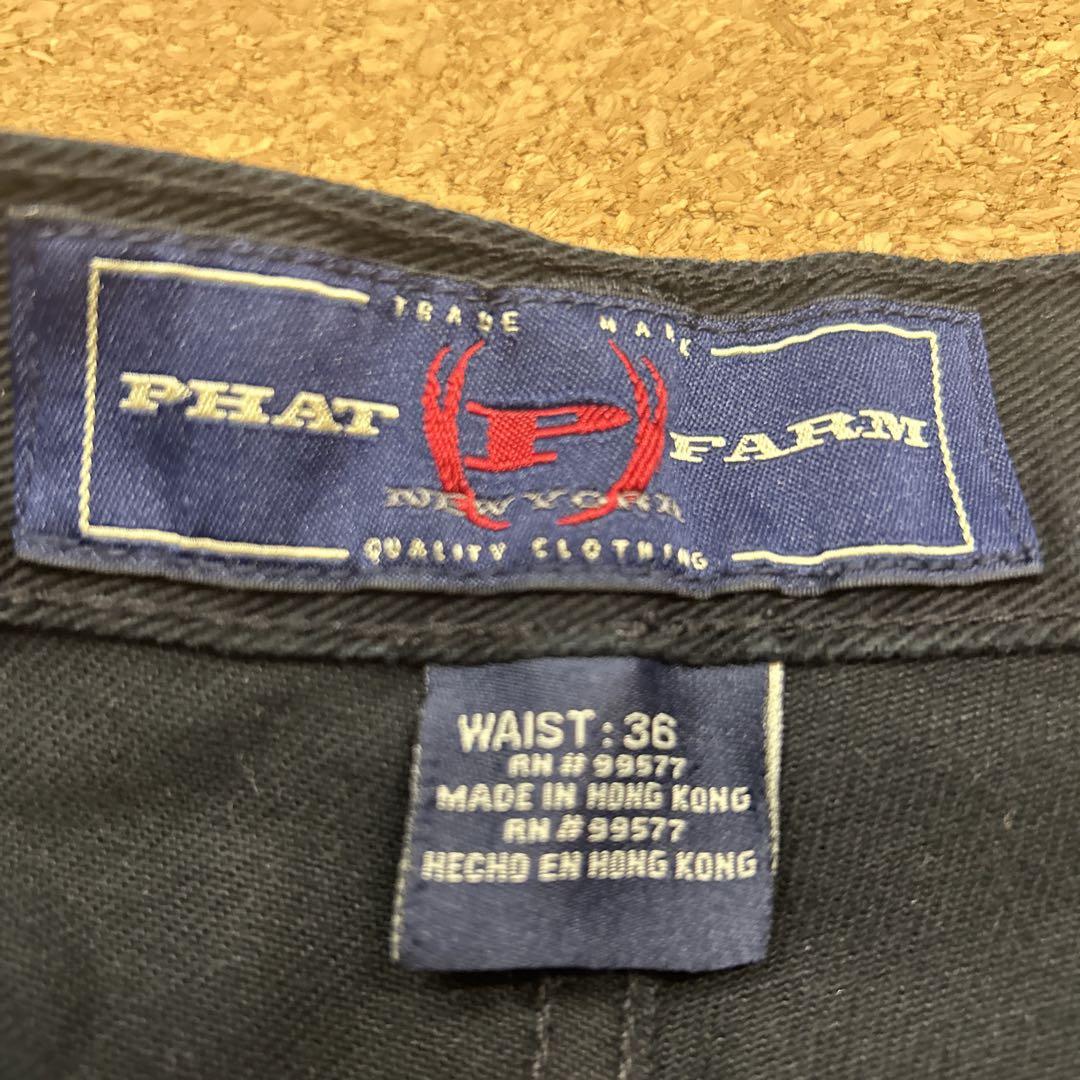 TRADE MARK
PHAT P FARM
NEW YORK
QUALITY CLOTHING
WAIST: 36
RN # 99577
MADE IN HONG KONG
RN # 99577
HECHO EN HONG KONG